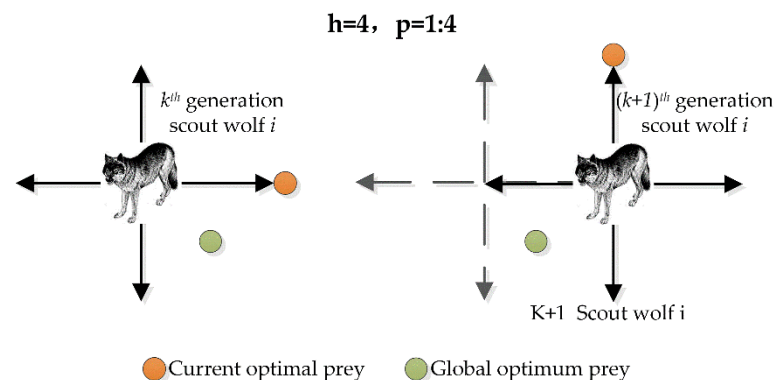 h=4，p=1:4
kth generation
scout wolf i
(k+1)th generation
scout wolf i
K+1 Scout wolf i
Current optimal prey
Global optimum prey